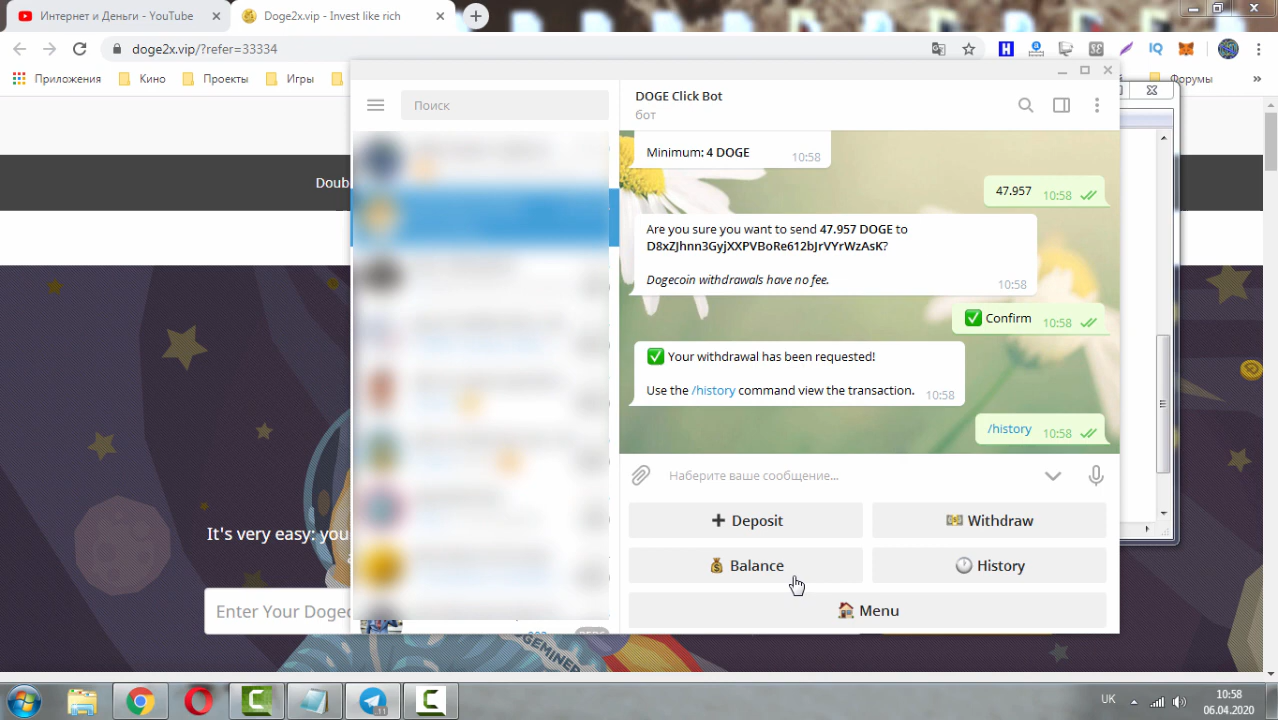 Интернет и Деньги - YouTube
Doge2x.vip - Invest like rich
doge2x.vip/?refer=33334
Приложения
Кино
Проекты
Игры
Форумы
Поиск
DOGE Click Bot
бот
Minimum: 4 DOGE 10:58
47.957 10:58
Are you sure you want to send 47.957 DOGE to
D8xZJhnn3GyjXXPVBoRe612bJrVYrWzAsK?
Dogecoin withdrawals have no fee.
10:58
Confirm 10:58
Your withdrawal has been requested!
Use the /history command view the transaction. 10:58
/history 10:58
Наберите ваше сообщение...
Deposit
Withdraw
Balance
History
Menu
Doub
It's very easy: you
Enter Your Dogec
GEMINER
11
UK
10:58
06.04.2020